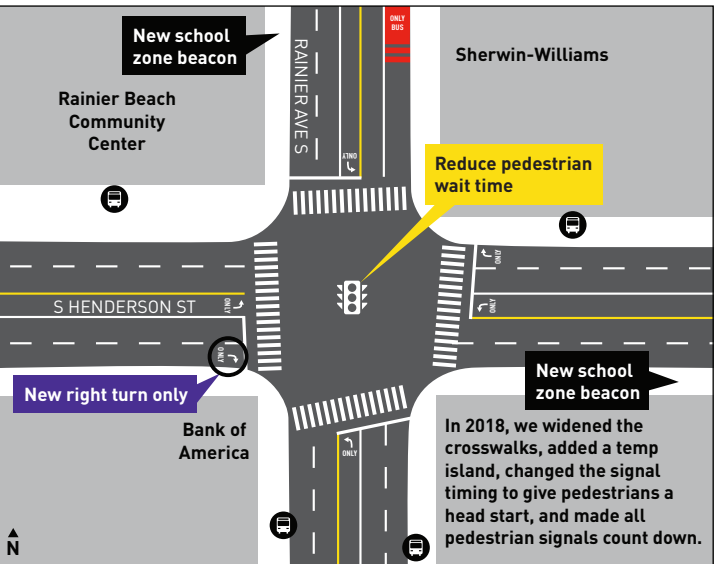 New school
zone beacon
ONLY
BUS
Sherwin-Williams
RAINIER AVE S
Rainier Beach
Community
Center
ONLY
Reduce pedestrian
wait time
ONLY
S HENDERSON ST
ONLY
ONLY
ONLY
New right turn only
New school
zone beacon
Bank of
America
ONLY
In 2018, we widened the
crosswalks, added a temp
island, changed the signal
timing to give pedestrians a
head start, and made all
pedestrian signals count down.
N